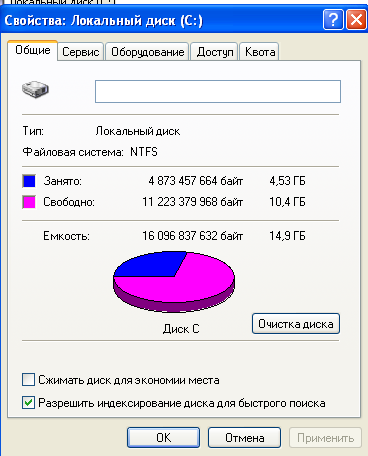 Локальный диск (C:)
Свойства: Локальный диск (C:)
Общие Сервис Оборудование Доступ Квота
Тип: Локальный диск
Файловая система: NTFS
Занято: 4 873 457 664 байт 4,53 ГБ
Свободно: 11 223 379 968 байт 10,4 ГБ
Емкость: 16 096 837 632 байт 14,9 ГБ
Диск C
Очистка диска
Сжимать диск для экономии места
Разрешить индексирование диска для быстрого поиска
ОК Отмена Применить